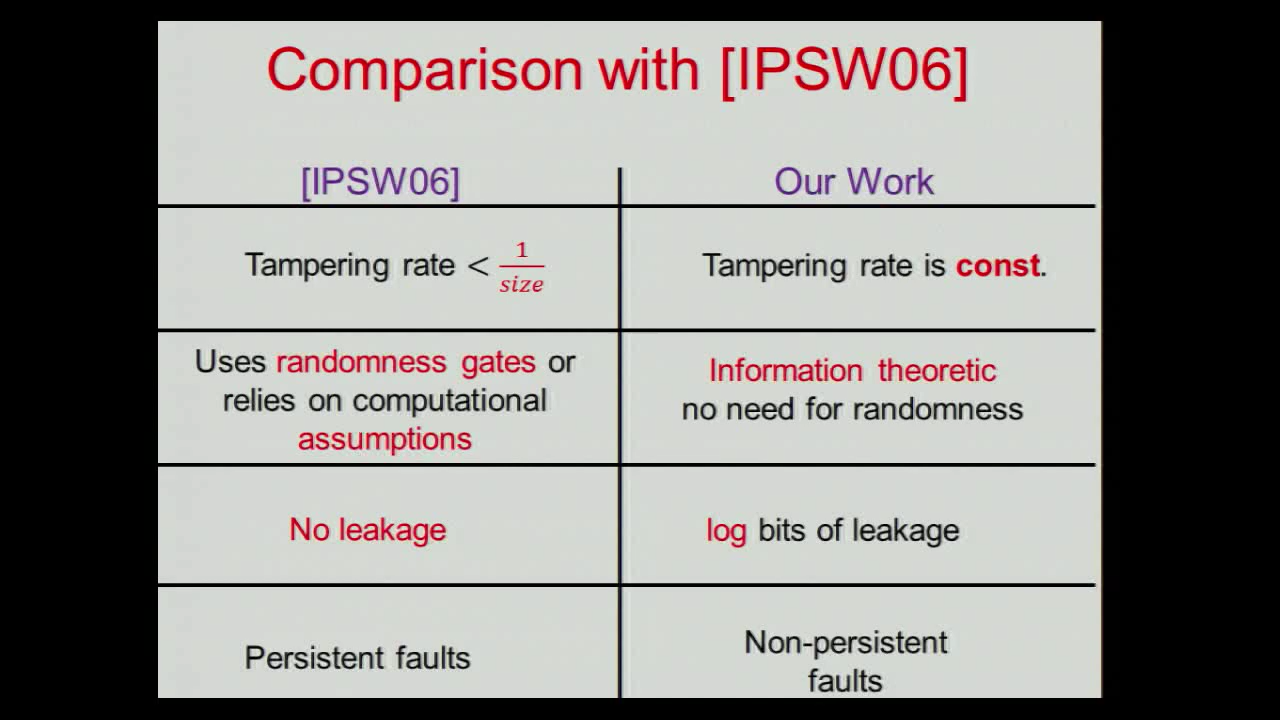 Comparison with [IPSW06]
[IPSW06]
Our Work
Tampering rate < 1/size
Tampering rate is const.
Uses randomness gates or
relies on computational
assumptions
Information theoretic
no need for randomness
No leakage
log bits of leakage
Persistent faults
Non-persistent
faults